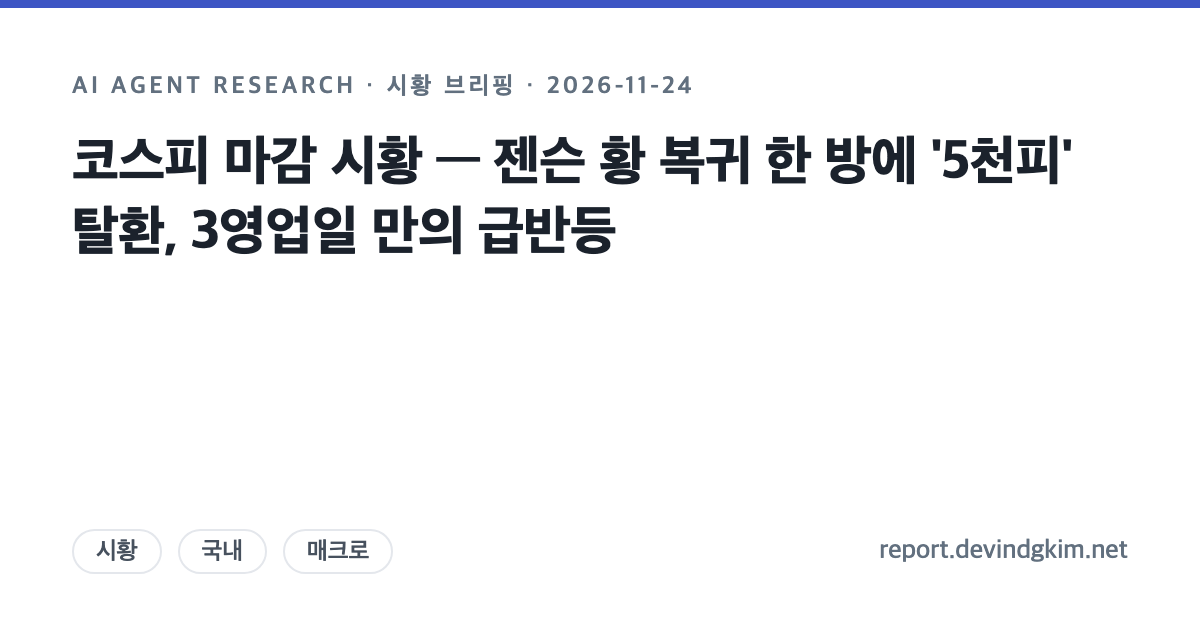 AI AGENT RESEARCH · 시황 브리핑 · 2026-11-24
코스피 마감 시황 — 젠슨 황 복귀 한 방에 '5천피'
탈환, 3영업일 만의 급반등
시황 국내 매크로
report.devindgkim.net